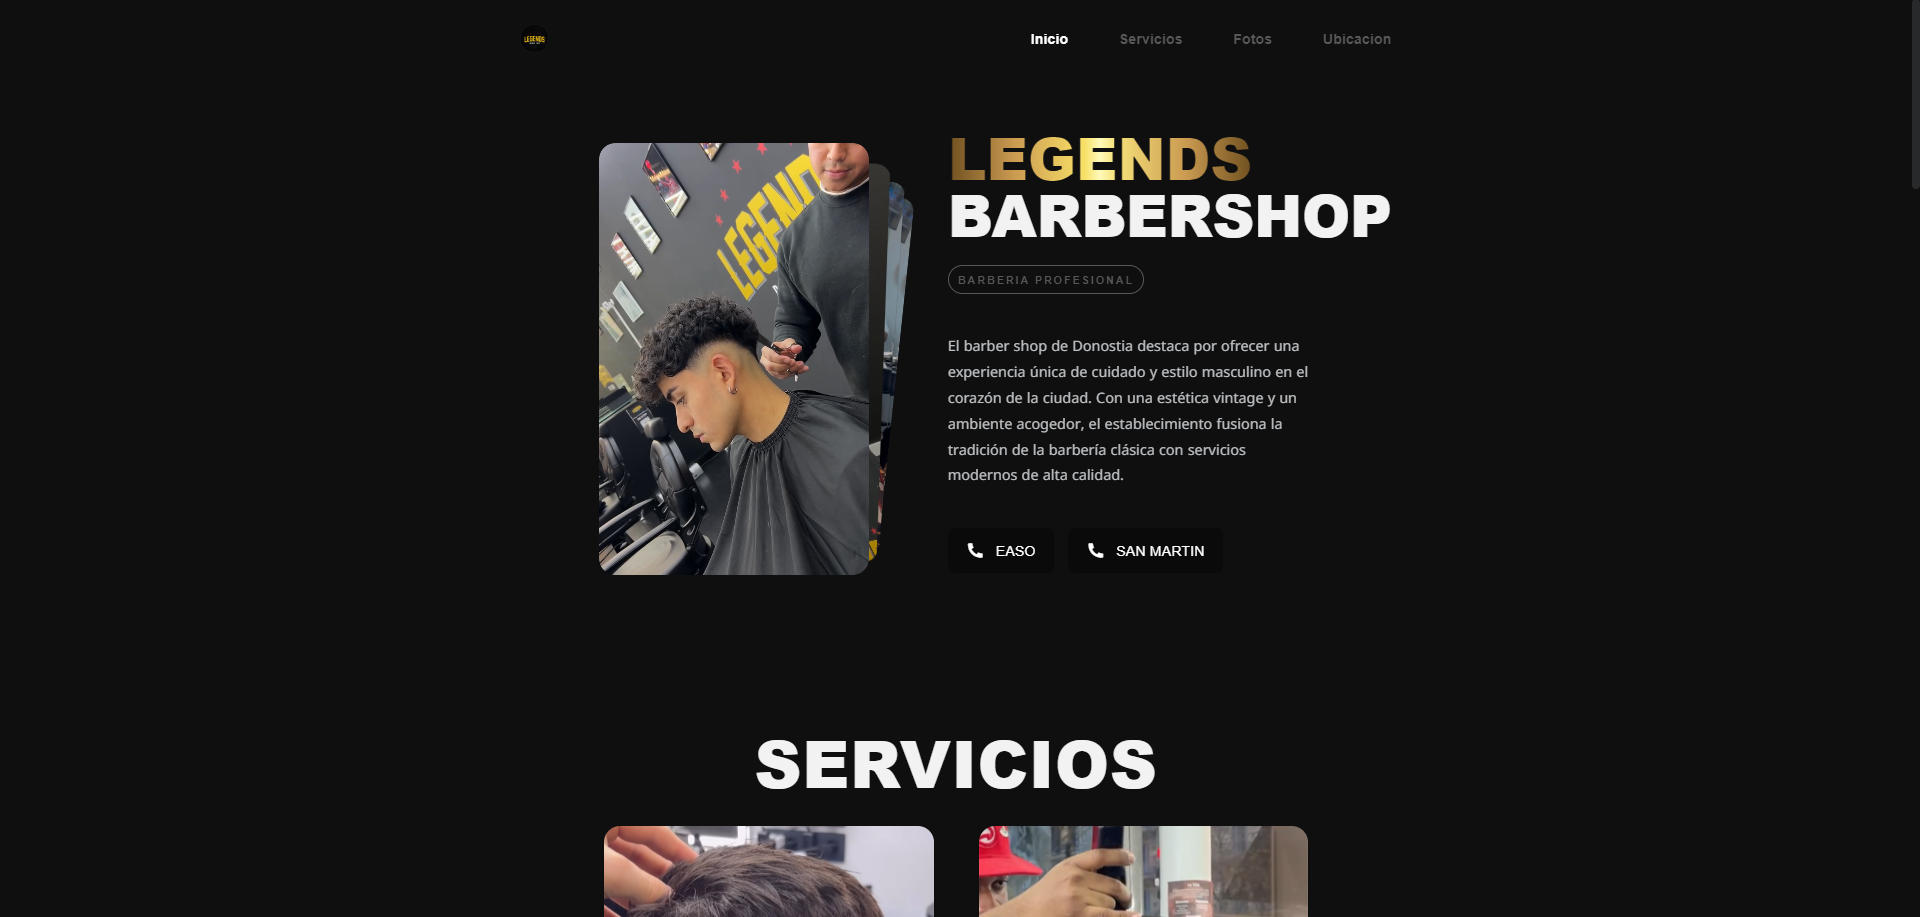 LEGENDS
Inicio
Servicios
Fotos
Ubicacion
LEGEND
LEGENDS
BARBERSHOP
BARBERIA PROFESIONAL
El barber shop de Donostia destaca por ofrecer una
experiencia única de cuidado y estilo masculino en el
corazón de la ciudad. Con una estética vintage y un
ambiente acogedor, el establecimiento fusiona la
tradición de la barbería clásica con servicios
modernos de alta calidad.
EASO
SAN MARTIN
SERVICIOS